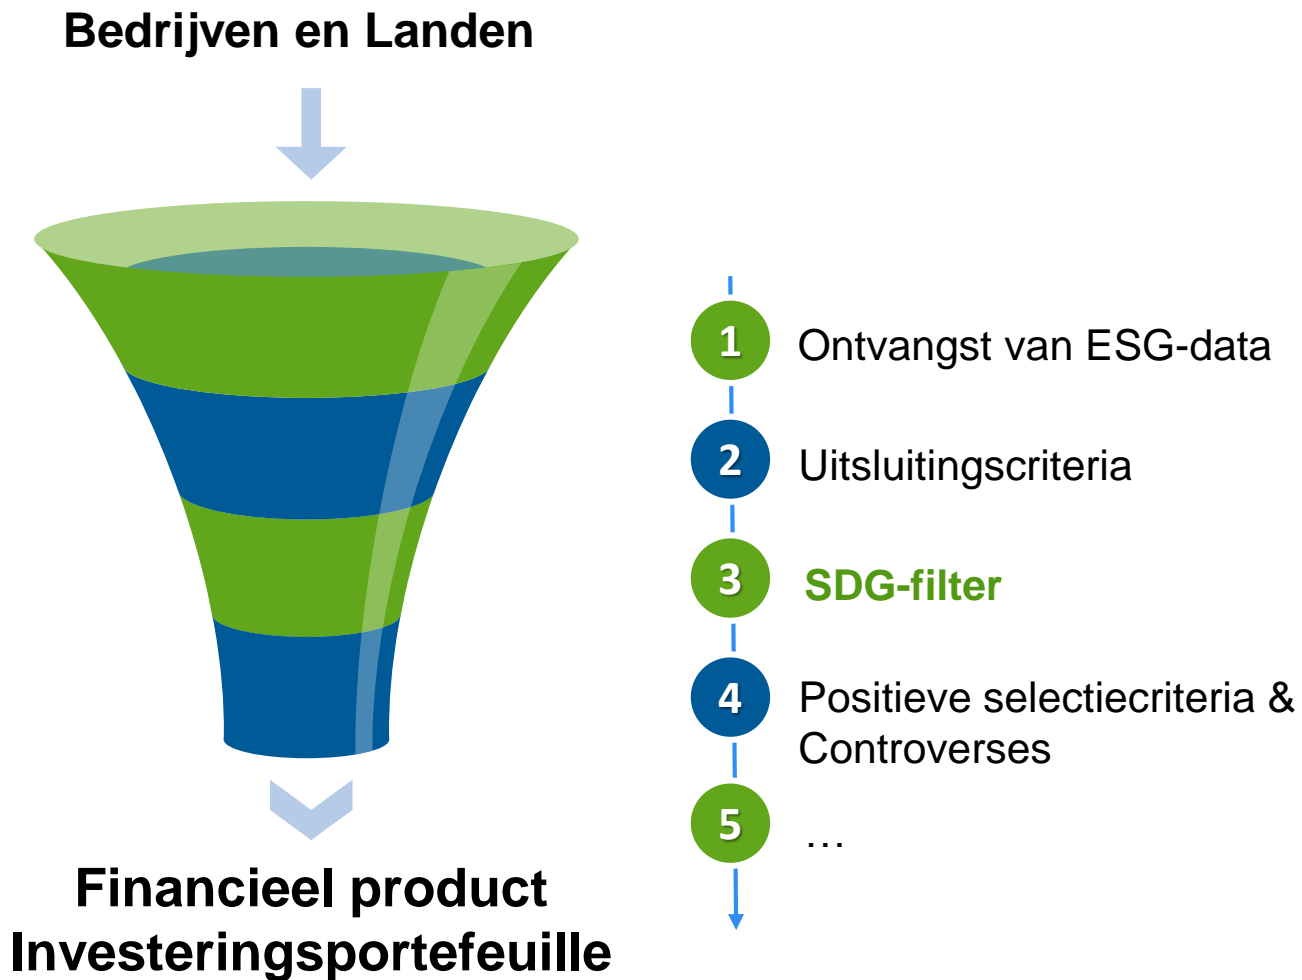 Bedrijven en Landen
1 Ontvangst van ESG-data
2 Uitsluitingscriteria
3 SDG-filter
4 Positieve selectiecriteria &
Controverses
5 …
Financieel product
Investeringsportefeuille